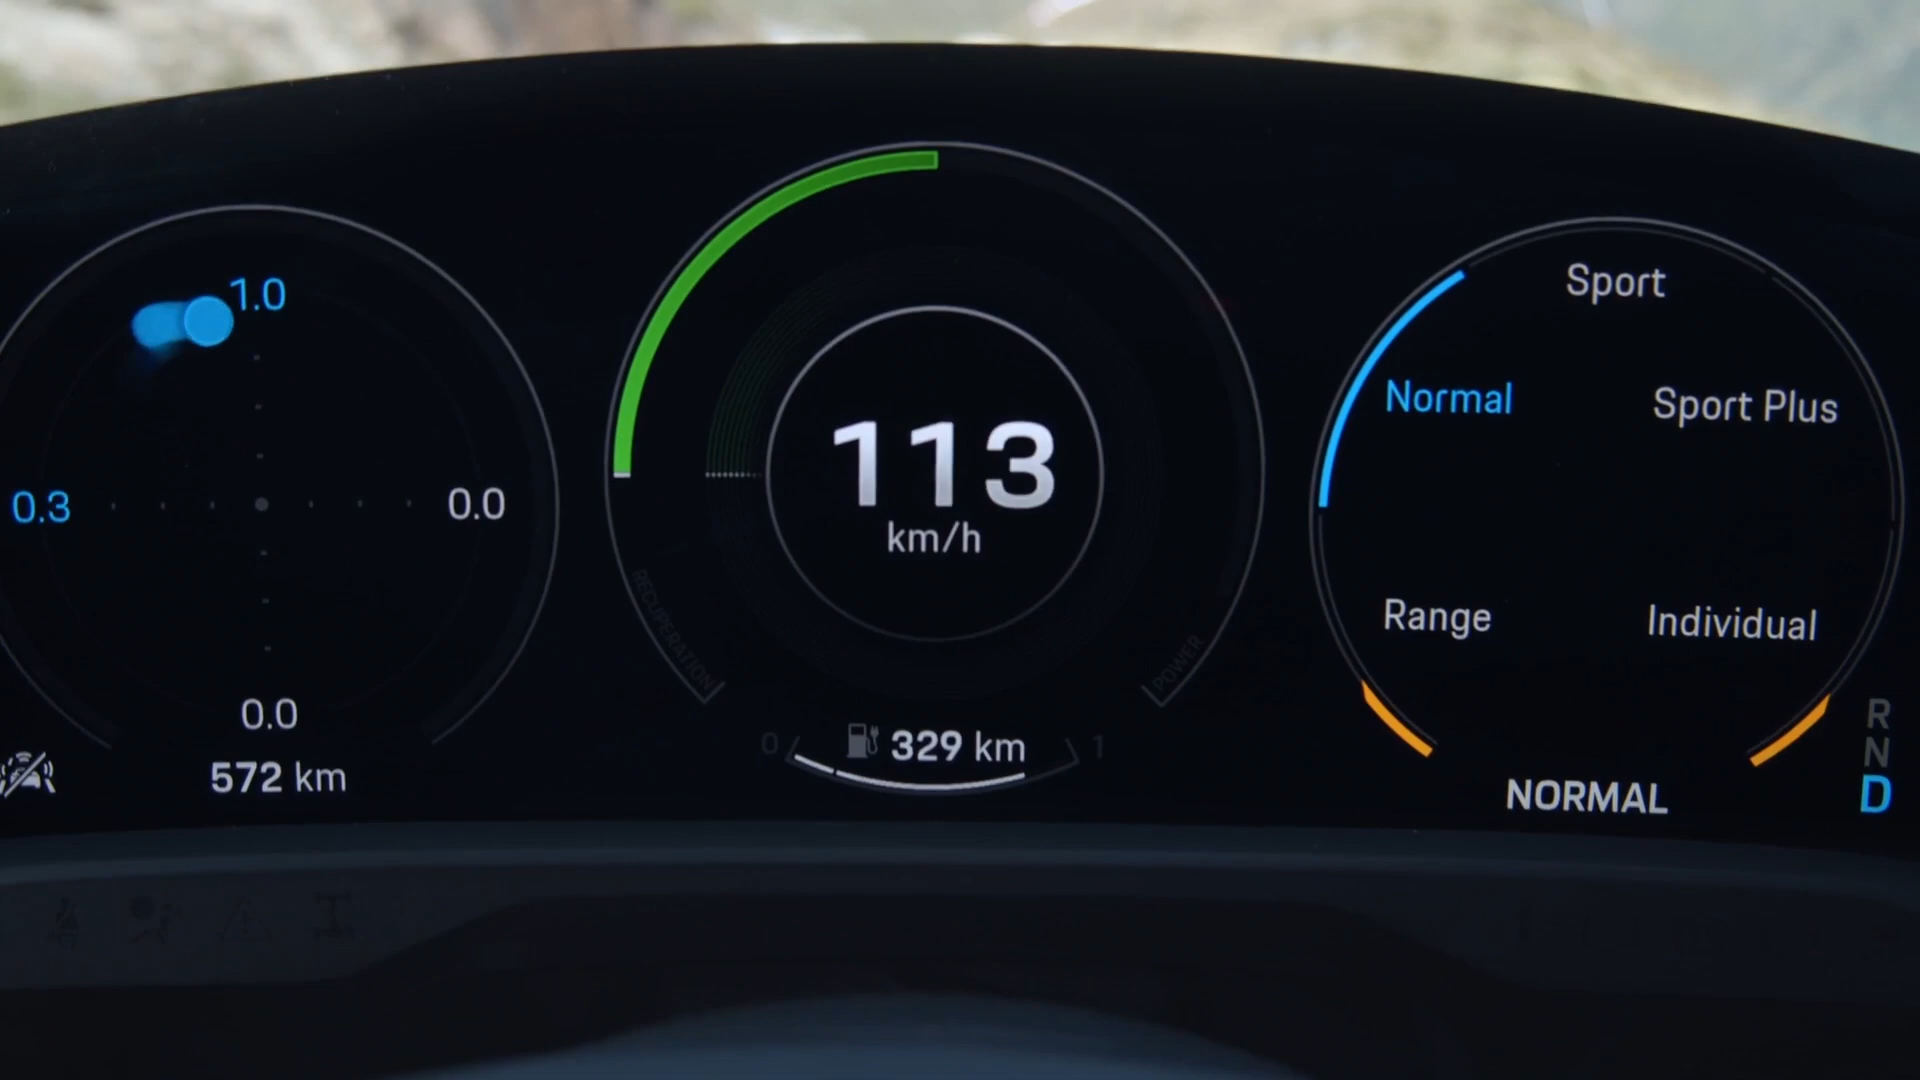 1.0
0.3
0.0
0.0
572 km
113
km/h
RECUPERATION
POWER
0
329 km
1
Sport
Normal
Sport Plus
Range
Individual
NORMAL
R
N
D